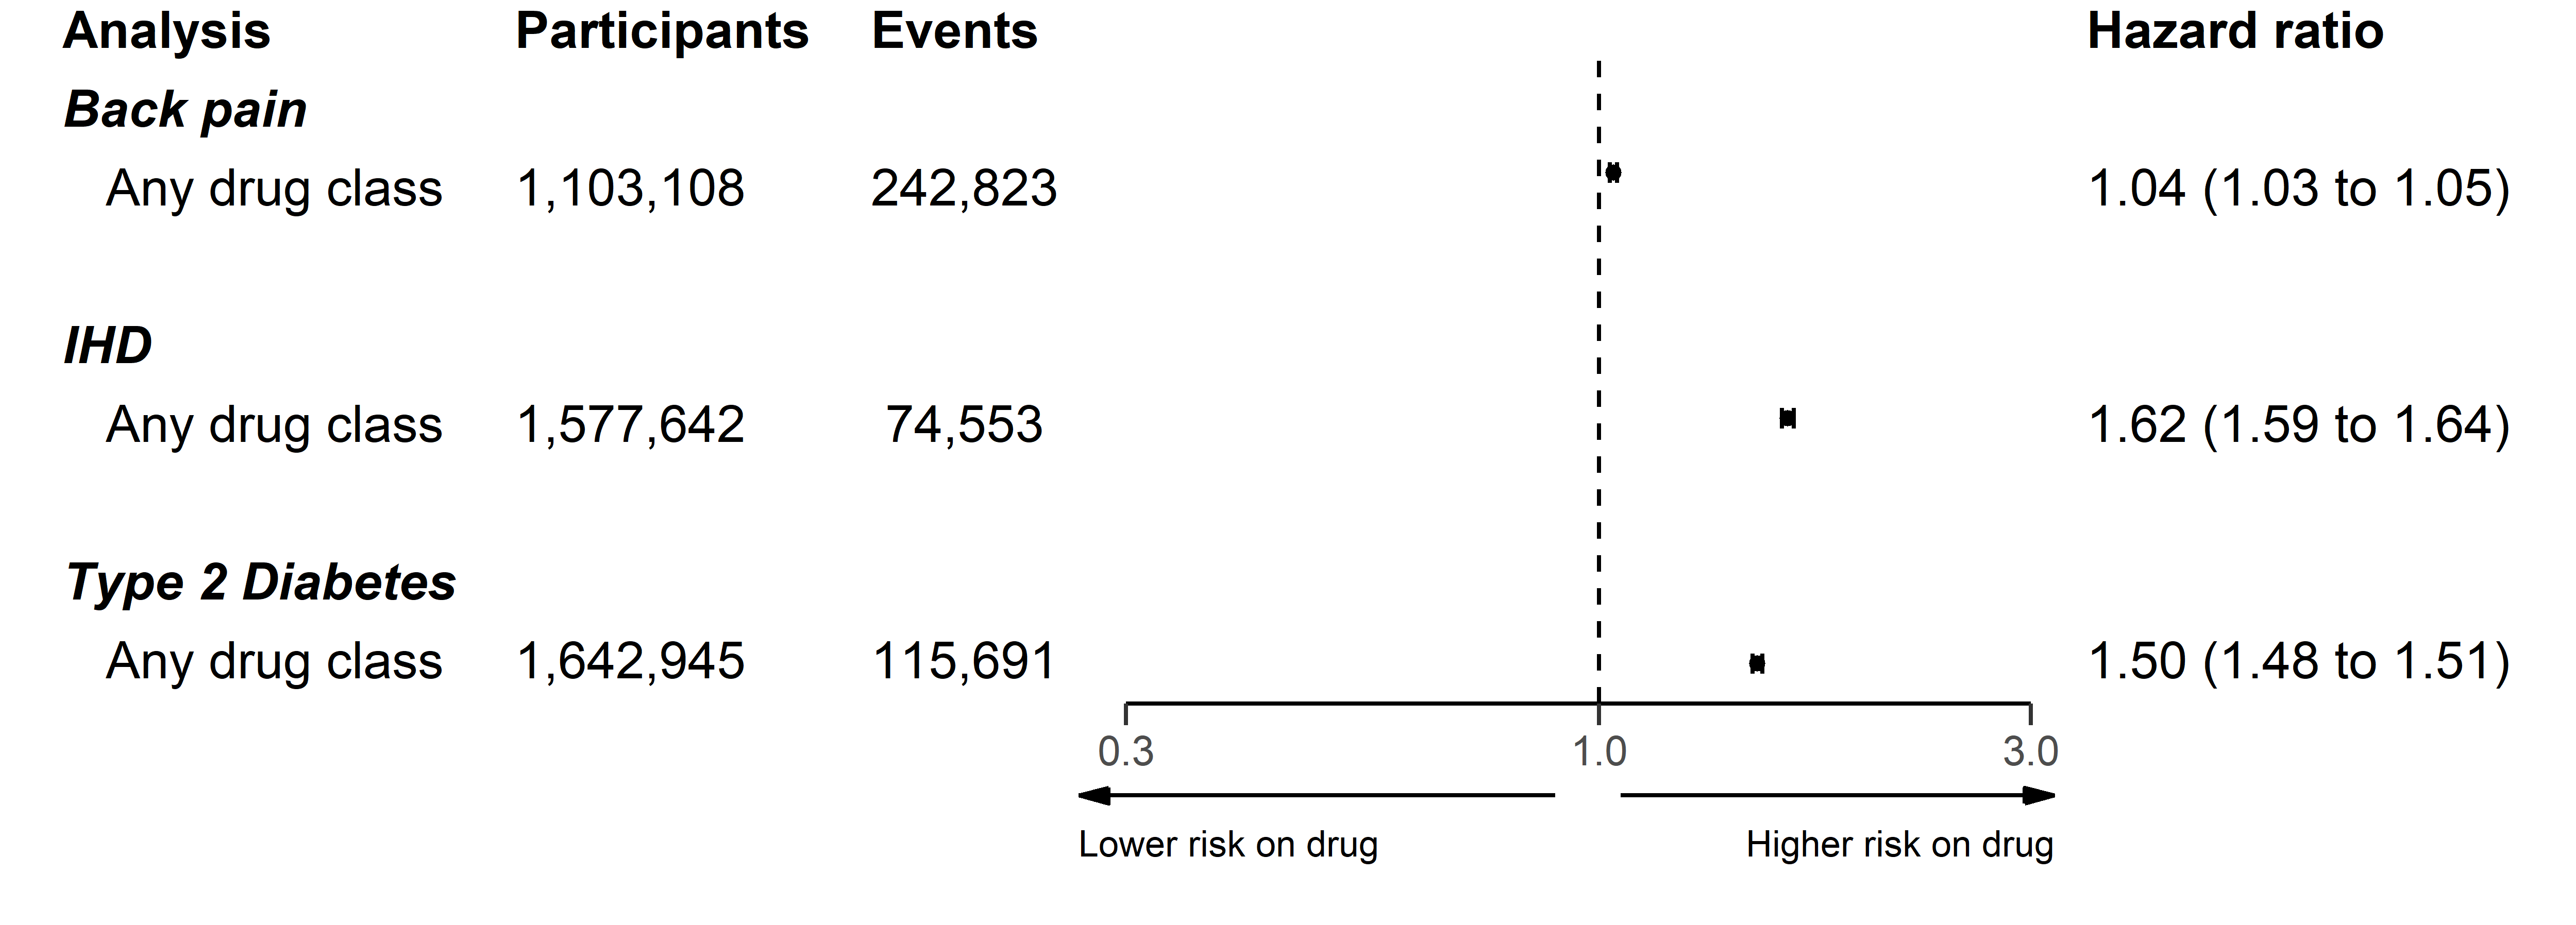 Analysis Participants Events Hazard ratio
Back pain
Any drug class 1,103,108 242,823 1.04 (1.03 to 1.05)
IHD
Any drug class 1,577,642 74,553 1.62 (1.59 to 1.64)
Type 2 Diabetes
Any drug class 1,642,945 115,691 1.50 (1.48 to 1.51)
0.3 1.0 3.0
Lower risk on drug Higher risk on drug